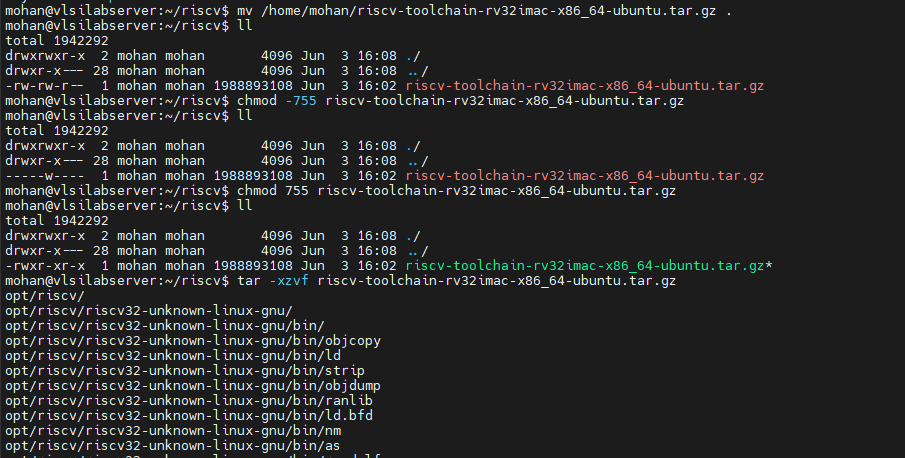 mohan@vlsilabserver:~/riscv$ mv /home/mohan/riscv-toolchain-rv32imac-x86_64-ubuntu.tar.gz .
mohan@vlsilabserver:~/riscv$ ll
total 1942292
drwxrwxr-x  2 mohan mohan       4096 Jun  3 16:08 ./
drwxr-x--- 28 mohan mohan       4096 Jun  3 16:08 ../
-rw-rw-r--  1 mohan mohan 1988893108 Jun  3 16:02 riscv-toolchain-rv32imac-x86_64-ubuntu.tar.gz
mohan@vlsilabserver:~/riscv$ chmod -755 riscv-toolchain-rv32imac-x86_64-ubuntu.tar.gz
mohan@vlsilabserver:~/riscv$ ll
total 1942292
drwxrwxr-x  2 mohan mohan       4096 Jun  3 16:08 ./
drwxr-x--- 28 mohan mohan       4096 Jun  3 16:08 ../
-----w----  1 mohan mohan 1988893108 Jun  3 16:02 riscv-toolchain-rv32imac-x86_64-ubuntu.tar.gz
mohan@vlsilabserver:~/riscv$ chmod 755 riscv-toolchain-rv32imac-x86_64-ubuntu.tar.gz
mohan@vlsilabserver:~/riscv$ ll
total 1942292
drwxrwxr-x  2 mohan mohan       4096 Jun  3 16:08 ./
drwxr-x--- 28 mohan mohan       4096 Jun  3 16:08 ../
-rwxr-xr-x  1 mohan mohan 1988893108 Jun  3 16:02 riscv-toolchain-rv32imac-x86_64-ubuntu.tar.gz*
mohan@vlsilabserver:~/riscv$ tar -xzvf riscv-toolchain-rv32imac-x86_64-ubuntu.tar.gz
opt/riscv/
opt/riscv/riscv32-unknown-linux-gnu/
opt/riscv/riscv32-unknown-linux-gnu/bin/
opt/riscv/riscv32-unknown-linux-gnu/bin/objcopy
opt/riscv/riscv32-unknown-linux-gnu/bin/ld
opt/riscv/riscv32-unknown-linux-gnu/bin/strip
opt/riscv/riscv32-unknown-linux-gnu/bin/objdump
opt/riscv/riscv32-unknown-linux-gnu/bin/ranlib
opt/riscv/riscv32-unknown-linux-gnu/bin/ld.bfd
opt/riscv/riscv32-unknown-linux-gnu/bin/nm
opt/riscv/riscv32-unknown-linux-gnu/bin/as